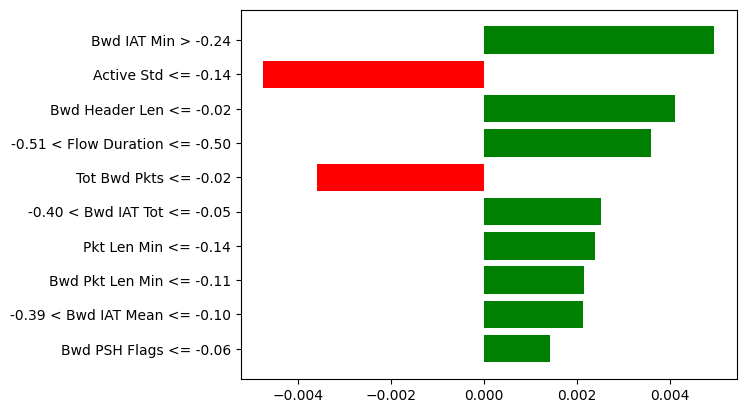 Bwd IAT Min > -0.24
Active Std <= -0.14
Bwd Header Len <= -0.02
-0.51 < Flow Duration <= -0.50
Tot Bwd Pkts <= -0.02
-0.40 < Bwd IAT Tot <= -0.05
Pkt Len Min <= -0.14
Bwd Pkt Len Min <= -0.11
-0.39 < Bwd IAT Mean <= -0.10
Bwd PSH Flags <= -0.06
−0.004 −0.002 0.000 0.002 0.004